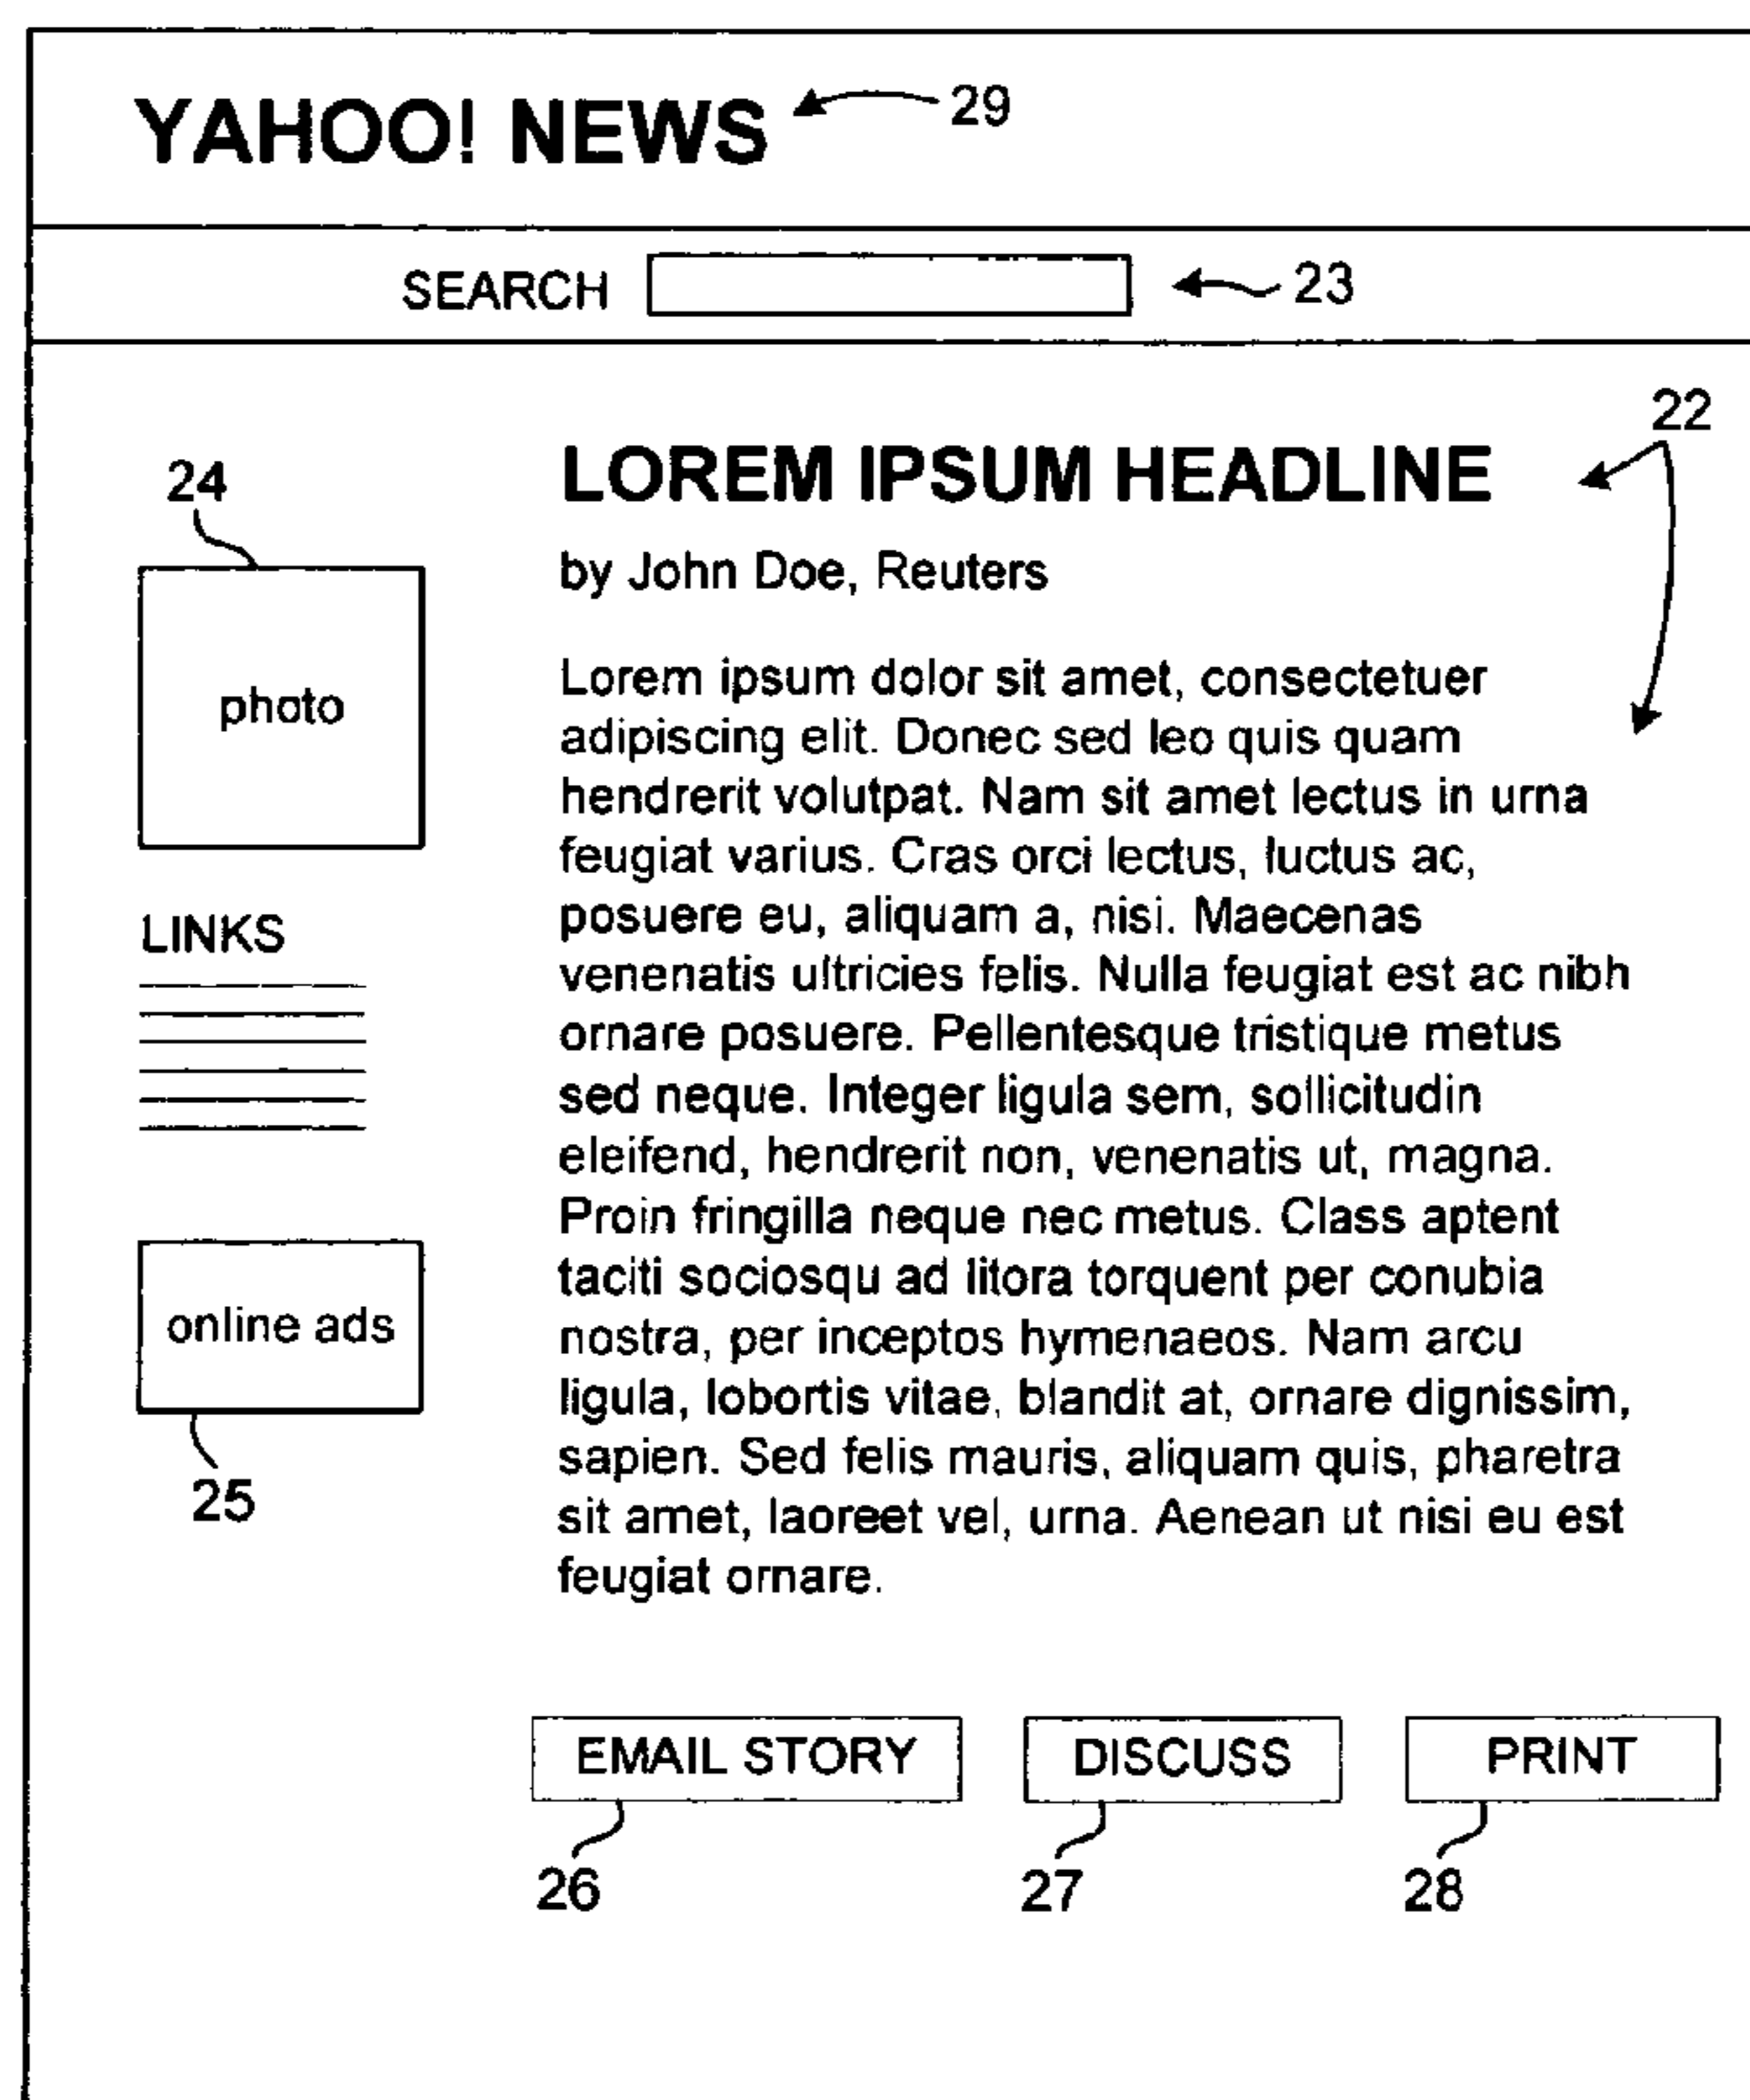 YAHOO! NEWS 29
SEARCH 23
22
24
LOREM IPSUM HEADLINE
by John Doe, Reuters
photo
Lorem ipsum dolor sit amet, consectetuer
adipiscing elit. Donec sed leo quis quam
hendrerit volutpat. Nam sit amet lectus in urna
feugiat varius. Cras orci lectus, luctus ac,
posuere eu, aliquam a, nisi. Maecenas
venenatis ultricies felis. Nulla feugiat est ac nibh
ornare posuere. Pellentesque tristique metus
sed neque. Integer ligula sem, sollicitudin
eleifend, hendrerit non, venenatis ut, magna.
Proin fringilla neque nec metus. Class aptent
taciti sociosqu ad litora torquent per conubia
nostra, per inceptos hymenaeos. Nam arcu
ligula, lobortis vitae, blandit at, ornare dignissim,
sapien. Sed felis mauris, aliquam quis, pharetra
sit amet, laoreet vel, urna. Aenean ut nisi eu est
feugiat ornare.
LINKS
online ads
25
EMAIL STORY DISCUSS PRINT
26 27 28